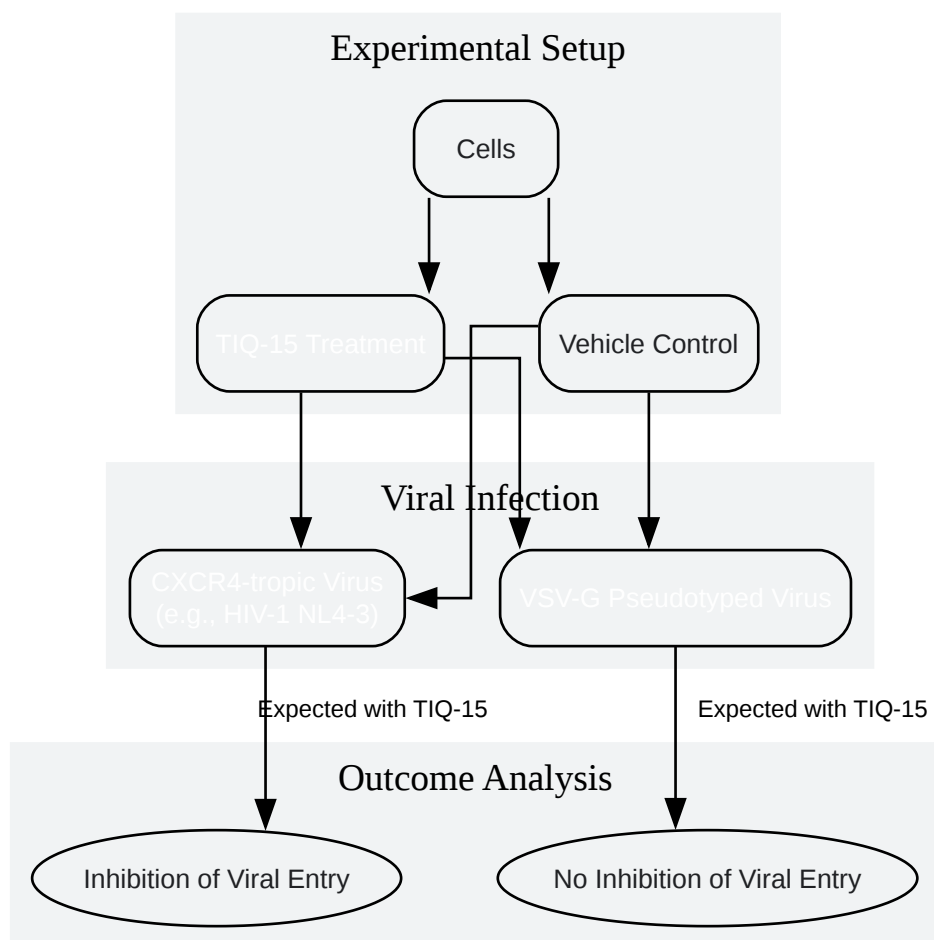 Experimental Setup
Cells
TIQ-15 Treatment
Vehicle Control
Viral Infection
CXCR4-tropic Virus
(e.g., HIV-1 NL4-3)
VSV-G Pseudotyped Virus
Expected with TIQ-15
Expected with TIQ-15
Outcome Analysis
Inhibition of Viral Entry
No Inhibition of Viral Entry